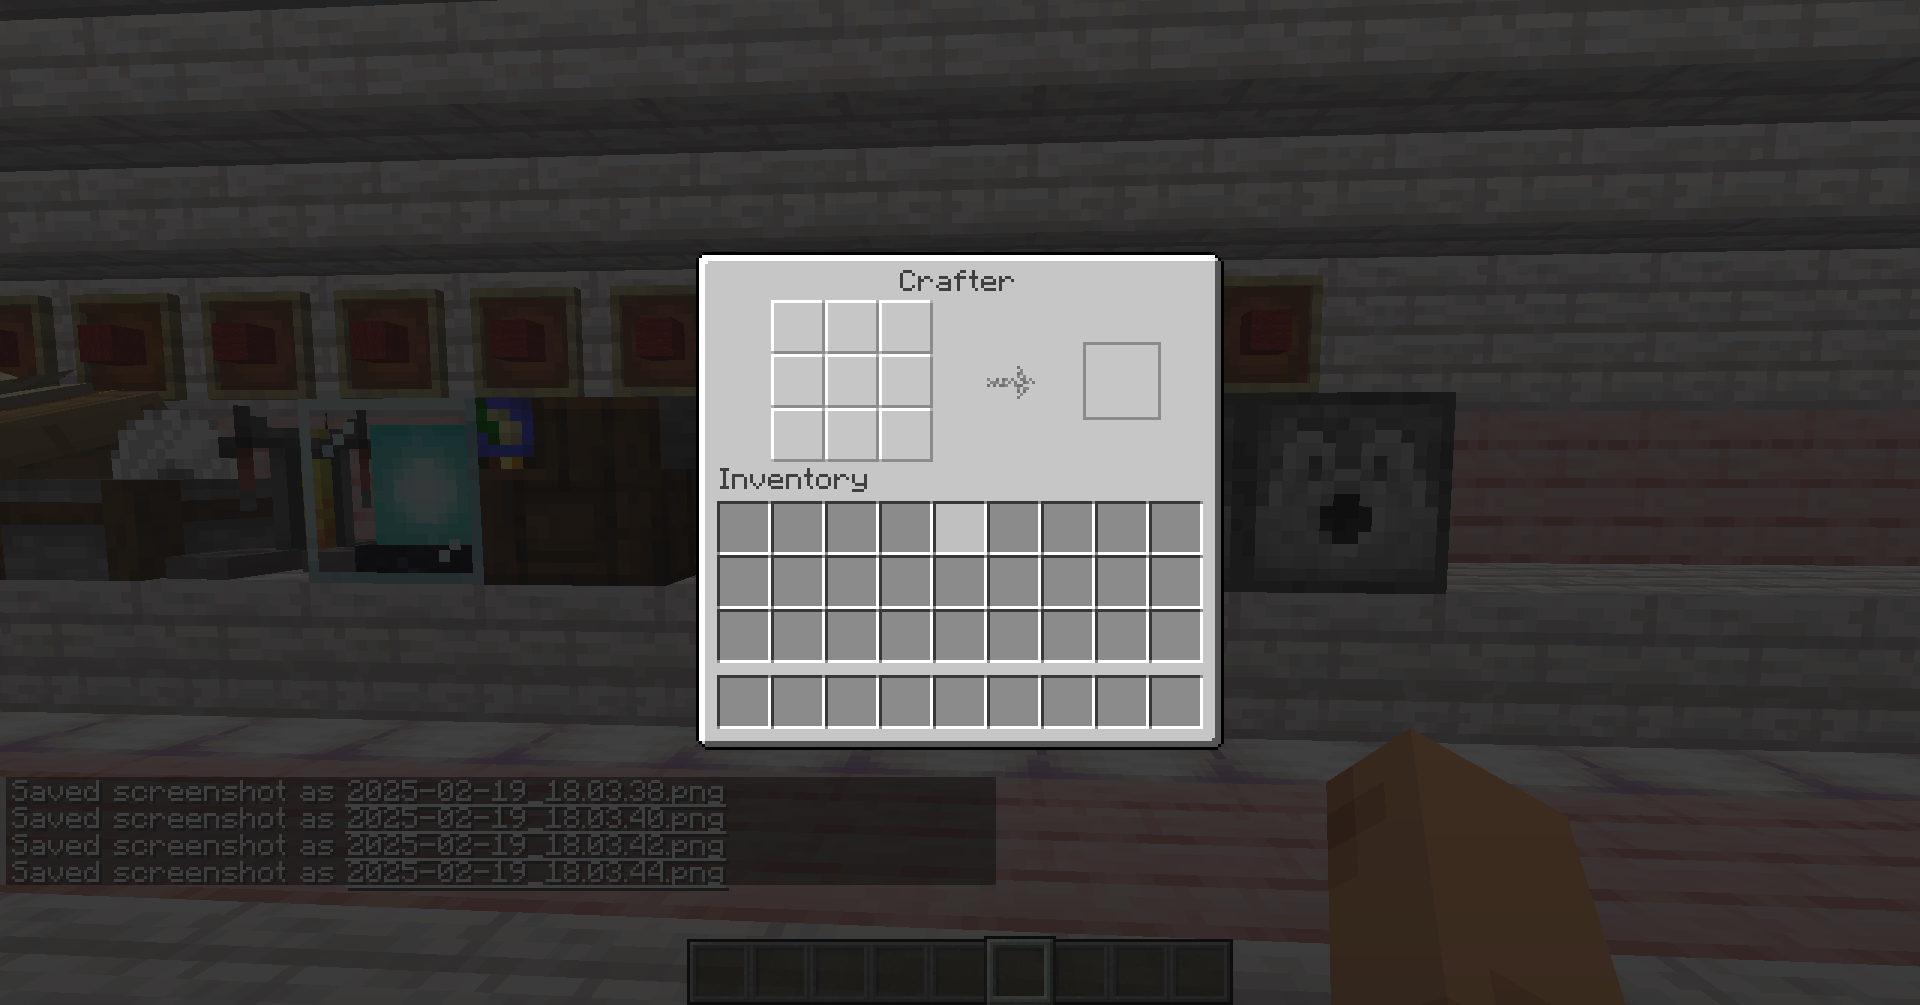 Crafter
Inventory
Saved screenshot as 2025-02-19_18.03.38.png
Saved screenshot as 2025-02-19_18.03.40.png
Saved screenshot as 2025-02-19_18.03.42.png
Saved screenshot as 2025-02-19_18.03.44.png